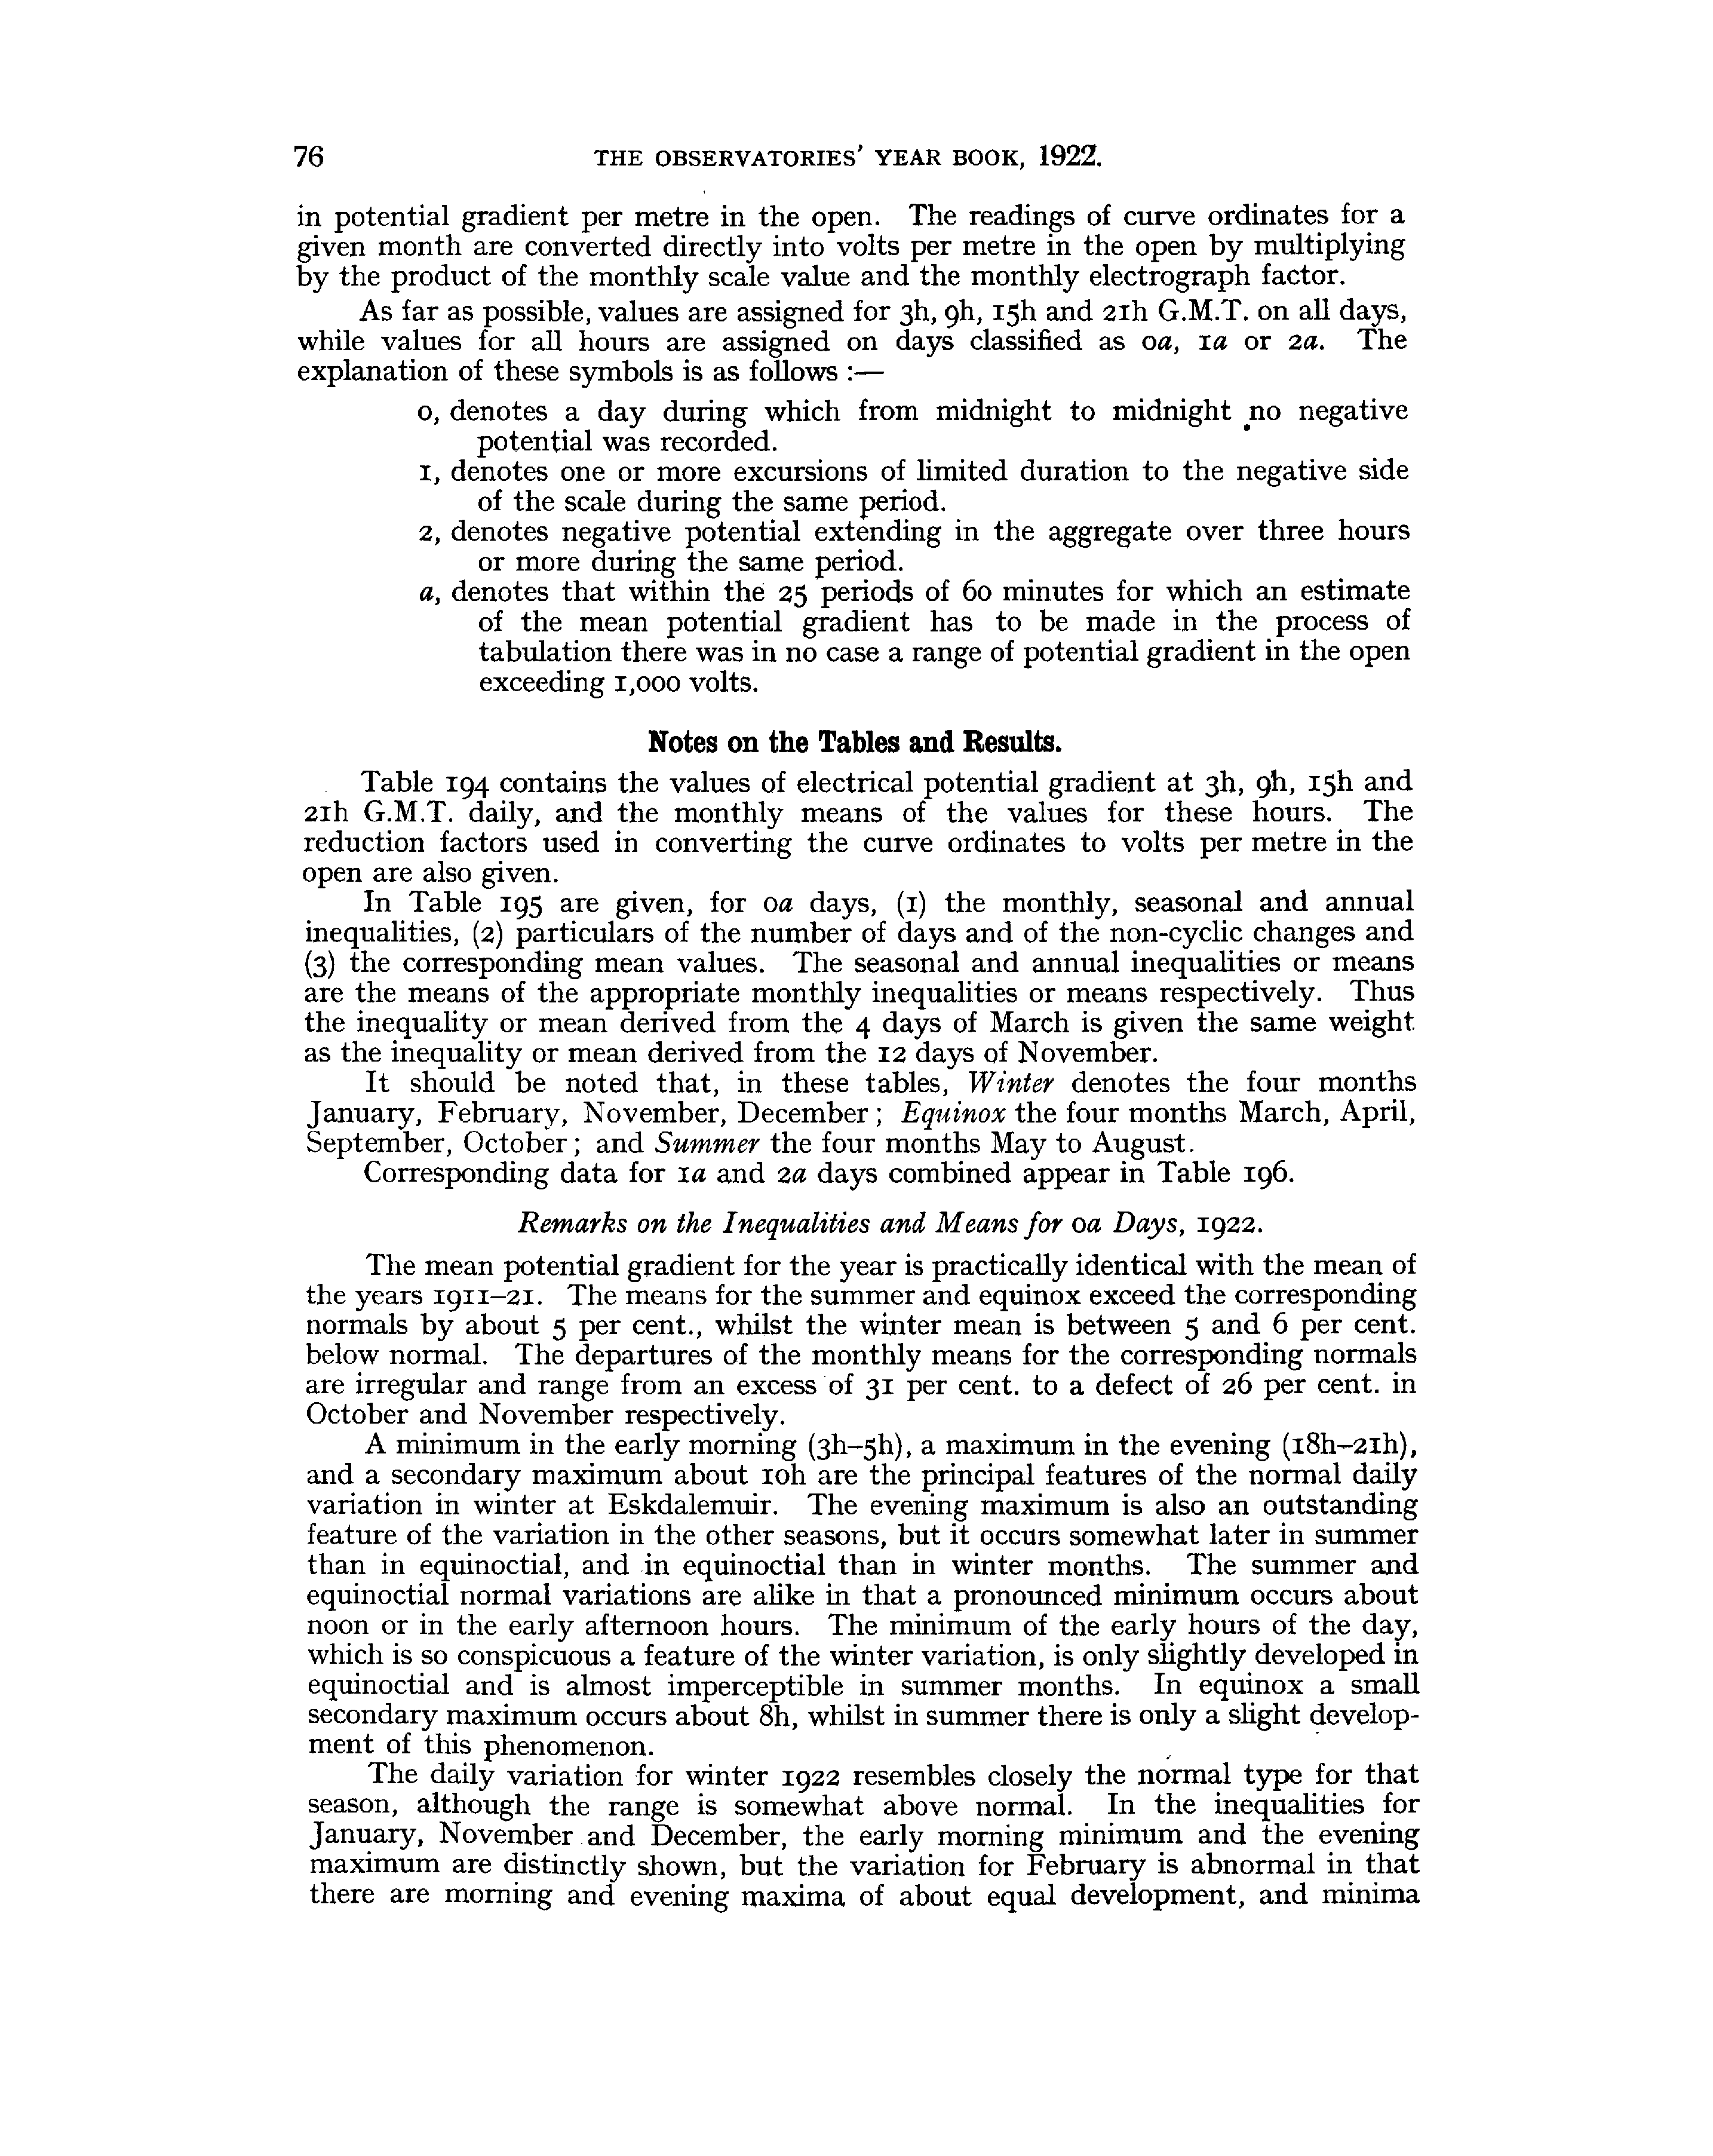 76 THE OBSERVATORIES' YEAR BOOK, 1922.
in potential gradient per metre in the open. The readings of curve ordinates for a
given month are converted directly into volts per metre in the open by multiplying
by the product of the monthly scale value and the monthly electrograph factor.
As far as possible, values are assigned for 3h, 9h, 15h and 21h G.M.T. on all days,
while values for all hours are assigned on days classified as 0a, 1a or 2a. The
explanation of these symbols is as follows :—
0, denotes a day during which from midnight to midnight no negative
potential was recorded.
1, denotes one or more excursions of limited duration to the negative side
of the scale during the same period.
2, denotes negative potential extending in the aggregate over three hours
or more during the same period.
a, denotes that within the 25 periods of 60 minutes for which an estimate
of the mean potential gradient has to be made in the process of
tabulation there was in no case a range of potential gradient in the open
exceeding 1,000 volts.
Notes on the Tables and Results.
Table 194 contains the values of electrical potential gradient at 3h, 9h, 15h and
21h G.M.T. daily, and the monthly means of the values for these hours. The
reduction factors used in converting the curve ordinates to volts per metre in the
open are also given.
In Table 195 are given, for 0a days, (1) the monthly, seasonal and annual
inequalities, (2) particulars of the number of days and of the non-cyclic changes and
(3) the corresponding mean values. The seasonal and annual inequalities or means
are the means of the appropriate monthly inequalities or means respectively. Thus
the inequality or mean derived from the 4 days of March is given the same weight
as the inequality or mean derived from the 12 days of November.
It should be noted that, in these tables, Winter denotes the four months
January, February, November, December; Equinox the four months March, April,
September, October; and Summer the four months May to August.
Corresponding data for 1a and 2a days combined appear in Table 196.
Remarks on the Inequalities and Means for 0a Days, 1922.
The mean potential gradient for the year is practically identical with the mean of
the years 1911–21. The means for the summer and equinox exceed the corresponding
normals by about 5 per cent., whilst the winter mean is between 5 and 6 per cent.
below normal. The departures of the monthly means for the corresponding normals
are irregular and range from an excess of 31 per cent. to a defect of 26 per cent. in
October and November respectively.
A minimum in the early morning (3h–5h), a maximum in the evening (18h–21h),
and a secondary maximum about 10h are the principal features of the normal daily
variation in winter at Eskdalemuir. The evening maximum is also an outstanding
feature of the variation in the other seasons, but it occurs somewhat later in summer
than in equinoctial, and in equinoctial than in winter months. The summer and
equinoctial normal variations are alike in that a pronounced minimum occurs about
noon or in the early afternoon hours. The minimum of the early hours of the day,
which is so conspicuous a feature of the winter variation, is only slightly developed in
equinoctial and is almost imperceptible in summer months. In equinox a small
secondary maximum occurs about 8h, whilst in summer there is only a slight develop-
ment of this phenomenon.
The daily variation for winter 1922 resembles closely the normal type for that
season, although the range is somewhat above normal. In the inequalities for
January, November and December, the early morning minimum and the evening
maximum are distinctly shown, but the variation for February is abnormal in that
there are morning and evening maxima of about equal development, and minima